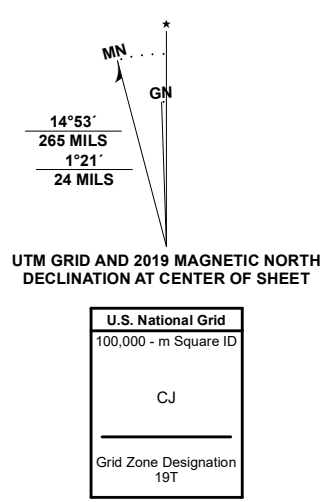 ★
MN
GN
14°53´
265 MILS
1°21´
24 MILS
UTM GRID AND 2019 MAGNETIC NORTH
DECLINATION AT CENTER OF SHEET
U.S. National Grid
100,000 - m Square ID
CJ
Grid Zone Designation
19T